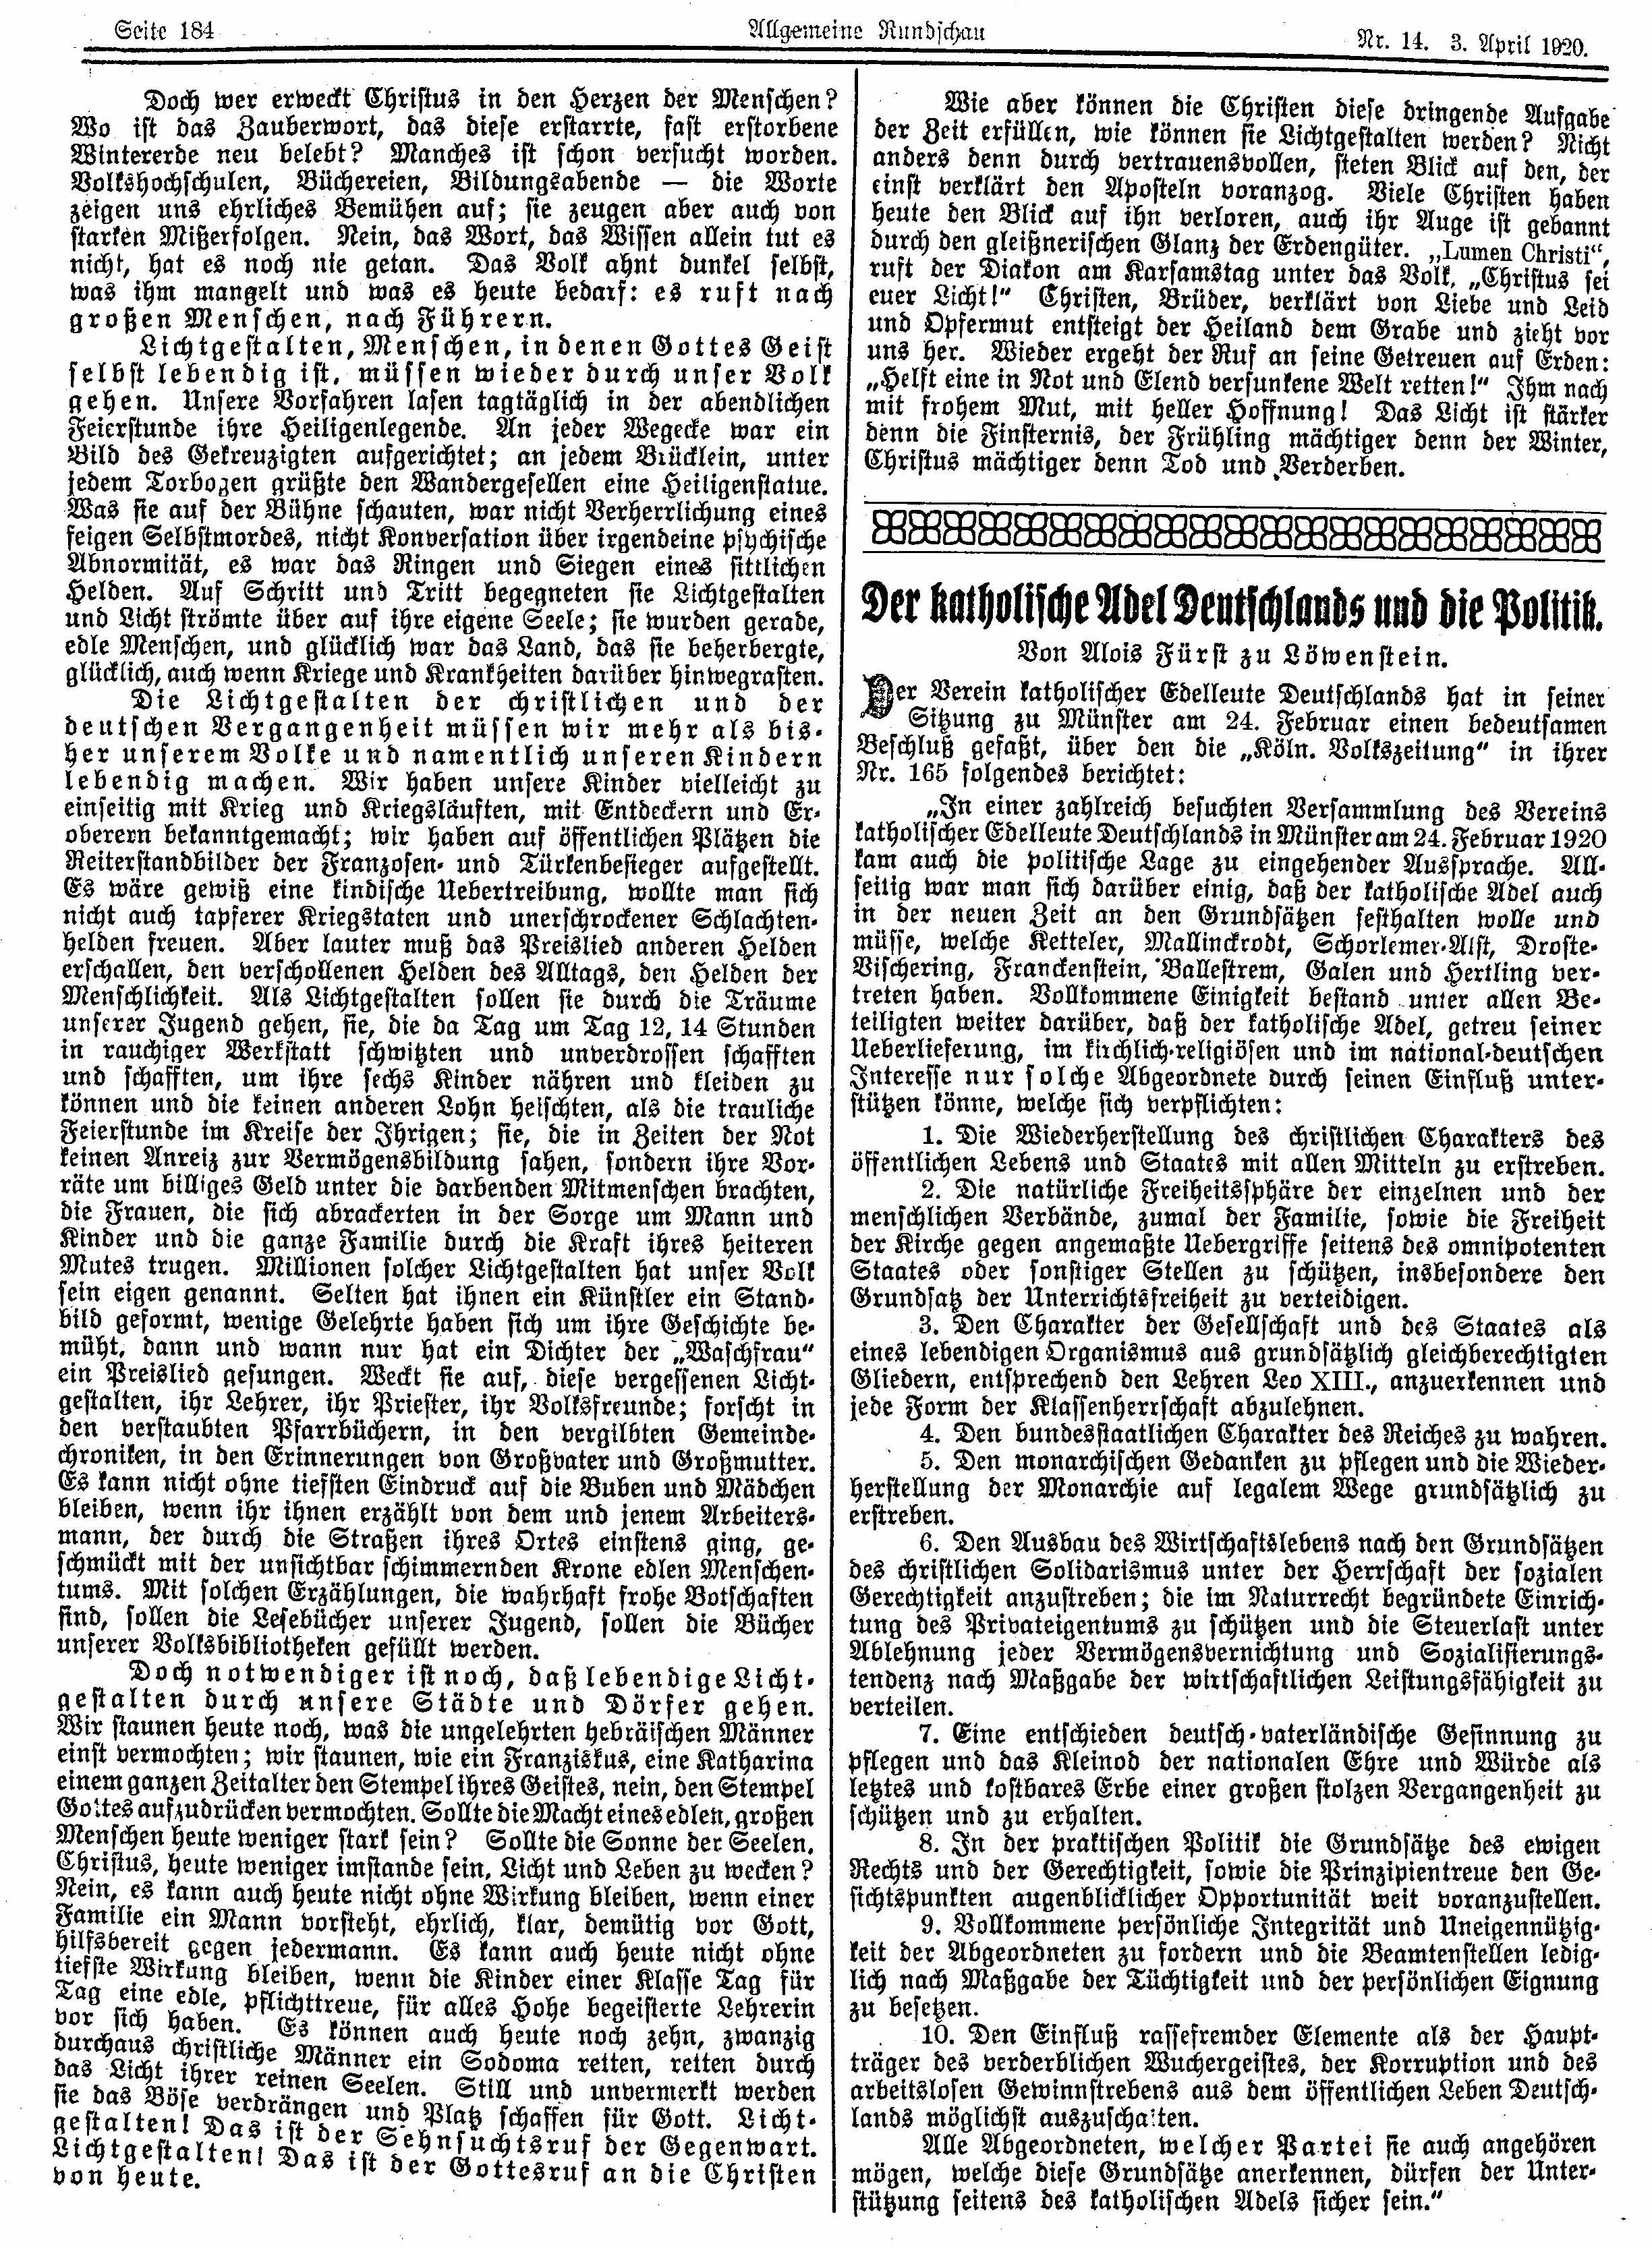 Seite 184
Allgemeine Rundschau
Nr. 14. 3. April 1920.
Doch wer erweckt Christus in den Herzen der Menschen?
Wo ist das Zauberwort, das diese erstarrte, fast erstorbene
Wintererde neu belebt? Manches ist schon versucht worden.
Volkshochschulen, Büchereien, Bildungsabende — die Worte
zeigen uns ehrliches Bemühen auf; sie zeugen aber auch von
starken Mißerfolgen. Nein, das Wort, das Wissen allein tut es
nicht, hat es noch nie getan. Das Volk ahnt dunkel selbst,
was ihm mangelt und was es heute bedarf: es ruft nach
großen Menschen, nach Führern.
Lichtgestalten, Menschen, in denen Gottes Geist
selbst lebendig ist, müssen wieder durch unser Volk
gehen. Unsere Vorfahren lasen tagtäglich in der abendlichen
Feierstunde ihre Heiligenlegende. An jeder Wegecke war ein
Bild des Gekreuzigten aufgerichtet; an jedem Brücklein, unter
jedem Torbogen grüßte den Wandergesellen eine Heiligenstatue.
Was sie auf der Bühne schauten, war nicht Verherrlichung eines
feigen Selbstmordes, nicht Konversation über irgendeine psychische
Abnormität, es war das Ringen und Siegen eines sittlichen
Helden. Auf Schritt und Tritt begegneten sie Lichtgestalten
und Licht strömte über auf ihre eigene Seele; sie wurden gerade,
edle Menschen, und glücklich war das Land, das sie beherbergte,
glücklich, auch wenn Kriege und Krankheiten darüber hinwegrasten.
Die Lichtgestalten der christlichen und der
deutschen Vergangenheit müssen wir mehr als bis-
her unserem Volke und namentlich unseren Kindern
lebendig machen. Wir haben unsere Kinder vielleicht zu
einseitig mit Krieg und Kriegsläuften, mit Entdeckern und Er-
oberern bekanntgemacht; wir haben auf öffentlichen Plätzen die
Reiterstandbilder der Franzosen- und Türkenbesieger aufgestellt.
Es wäre gewiß eine kindische Uebertreibung, wollte man sich
nicht auch tapferer Kriegstaten und unerschrockener Schlachten-
helden freuen. Aber lauter muß das Preislied anderen Helden
erschallen, den verschollenen Helden des Alltags, den Helden der
Menschlichkeit. Als Lichtgestalten sollen sie durch die Träume
unserer Jugend gehen, sie, die da Tag um Tag 12, 14 Stunden
in rauchiger Werkstatt schwitzten und unverdrossen schafften
und schafften, um ihre sechs Kinder nähren und kleiden zu
können und die keinen anderen Lohn heischten, als die trauliche
Feierstunde im Kreise der Ihrigen; sie, die in Zeiten der Not
keinen Anreiz zur Vermögensbildung sahen, sondern ihre Vor-
räte um billiges Geld unter die darbenden Mitmenschen brachten,
die Frauen, die sich abrackerten in der Sorge um Mann und
Kinder und die ganze Familie durch die Kraft ihres heiteren
Mutes trugen. Millionen solcher Lichtgestalten hat unser Volk
sein eigen genannt. Selten hat ihnen ein Künstler ein Stand-
bild geformt, wenige Gelehrte haben sich um ihre Geschichte be-
müht, dann und wann nur hat ein Dichter der „Waschfrau"
ein Preislied gesungen. Weckt sie auf, diese vergessenen Licht-
gestalten, ihr Lehrer, ihr Priester, ihr Volksfreunde; forscht in
den verstaubten Pfarrbüchern, in den vergilbten Gemeinde-
chroniken, in den Erinnerungen von Großvater und Großmutter.
Es kann nicht ohne tiefsten Eindruck auf die Buben und Mädchen
bleiben, wenn ihr ihnen erzählt von dem und jenem Arbeiters-
mann, der durch die Straßen ihres Ortes einstens ging, ge-
schmückt mit der unsichtbar schimmernden Krone edlen Menschen-
tums. Mit solchen Erzählungen, die wahrhaft frohe Botschaften
sind, sollen die Lesebücher unserer Jugend, sollen die Bücher
unserer Volksbibliotheken gefüllt werden.
Doch notwendiger ist noch, daß lebendige Licht-
gestalten durch unsere Städte und Dörfer gehen.
Wir staunen heute noch, was die ungelehrten hebräischen Männer
einst vermochten; wir staunen, wie ein Franziskus, eine Katharina
einem ganzen Zeitalter den Stempel ihres Geistes, nein, den Stempel
Gottes aufzudrücken vermochten. Sollte die Macht eines edlen, großen
Menschen heute weniger stark sein? Sollte die Sonne der Seelen,
Christus, heute weniger imstande sein, Licht und Leben zu wecken?
Nein, es kann auch heute nicht ohne Wirkung bleiben, wenn einer
Familie ein Mann vorsteht, ehrlich, klar, demütig vor Gott,
hilfsbereit gegen jedermann. Es kann auch heute nicht ohne
tiefste Wirkung bleiben, wenn die Kinder einer Klasse Tag für
Tag eine edle, pflichttreue, für alles Hohe begeisterte Lehrerin
vor sich haben. Es können auch heute noch zehn, zwanzig
durchaus christliche Männer ein Sodoma retten, retten durch
das Licht ihrer reinen Seelen. Still und unvermerkt werden
sie das Böse verdrängen und Platz schaffen für Gott. Licht-
gestalten! Das ist der Sehnsuchtsruf der Gegenwart.
Lichtgestalten! Das ist der Gottesruf an die Christen
von heute.
Wie aber können die Christen diese dringende Aufgabe
der Zeit erfüllen, wie können sie Lichtgestalten werden? Nicht
anders denn durch vertrauensvollen, steten Blick auf den, der
einst verklärt den Aposteln voranzog. Viele Christen haben
heute den Blick auf ihn verloren, auch ihr Auge ist gebannt
durch den gleißnerischen Glanz der Erdengüter. „Lumen Christi",
ruft der Diakon am Karsamstag unter das Volk, „Christus sei
euer Licht!" Christen, Brüder, verklärt von Liebe und Leid
und Opfermut entsteigt der Heiland dem Grabe und zieht vor
uns her. Wieder ergeht der Ruf an seine Getreuen auf Erden:
„Helft eine in Not und Elend versunkene Welt retten!" Ihm nach
mit frohem Mut, mit heller Hoffnung! Das Licht ist stärker
denn die Finsternis, der Frühling mächtiger denn der Winter,
Christus mächtiger denn Tod und Verderben.
Der katholische Adel Deutschlands und die Politik.
Von Alois Fürst zu Löwenstein.
Der Verein katholischer Edelleute Deutschlands hat in seiner
Sitzung zu Münster am 24. Februar einen bedeutsamen
Beschluß gefaßt, über den die „Köln. Volkszeitung" in ihrer
Nr. 165 folgendes berichtet:
„In einer zahlreich besuchten Versammlung des Vereins
katholischer Edelleute Deutschlands in Münster am 24. Februar 1920
kam auch die politische Lage zu eingehender Aussprache. All-
seitig war man sich darüber einig, daß der katholische Adel auch
in der neuen Zeit an den Grundsätzen festhalten wolle und
müsse, welche Ketteler, Mallinckrodt, Schorlemer-Alst, Droste-
Vischering, Franckenstein, Ballestrem, Galen und Hertling ver-
treten haben. Vollkommene Einigkeit bestand unter allen Be-
teiligten weiter darüber, daß der katholische Adel, getreu seiner
Ueberlieferung, im kirchlich-religiösen und im national-deutschen
Interesse nur solche Abgeordnete durch seinen Einfluß unter-
stützen könne, welche sich verpflichten:
1. Die Wiederherstellung des christlichen Charakters des
öffentlichen Lebens und Staates mit allen Mitteln zu erstreben.
2. Die natürliche Freiheitssphäre der einzelnen und der
menschlichen Verbände, zumal der Familie, sowie die Freiheit
der Kirche gegen angemaßte Uebergriffe seitens des omnipotenten
Staates oder sonstiger Stellen zu schützen, insbesondere den
Grundsatz der Unterrichtsfreiheit zu verteidigen.
3. Den Charakter der Gesellschaft und des Staates als
eines lebendigen Organismus aus grundsätzlich gleichberechtigten
Gliedern, entsprechend den Lehren Leo XIII., anzuerkennen und
jede Form der Klassenherrschaft abzulehnen.
4. Den bundesstaatlichen Charakter des Reiches zu wahren.
5. Den monarchischen Gedanken zu pflegen und die Wieder-
herstellung der Monarchie auf legalem Wege grundsätzlich zu
erstreben.
6. Den Ausbau des Wirtschaftslebens nach den Grundsätzen
des christlichen Solidarismus unter der Herrschaft der sozialen
Gerechtigkeit anzustreben; die im Naturrecht begründete Einrich-
tung des Privateigentums zu schützen und die Steuerlast unter
Ablehnung jeder Vermögensvernichtung und Sozialisierungs-
tendenz nach Maßgabe der wirtschaftlichen Leistungsfähigkeit zu
verteilen.
7. Eine entschieden deutsch-vaterländische Gesinnung zu
pflegen und das Kleinod der nationalen Ehre und Würde als
letztes und kostbares Erbe einer großen stolzen Vergangenheit zu
schützen und zu erhalten.
8. In der praktischen Politik die Grundsätze des ewigen
Rechts und der Gerechtigkeit, sowie die Prinzipientreue den Ge-
sichtspunkten augenblicklicher Opportunität weit voranzustellen.
9. Vollkommene persönliche Integrität und Uneigennützig-
keit der Abgeordneten zu fordern und die Beamtenstellen ledig-
lich nach Maßgabe der Tüchtigkeit und der persönlichen Eignung
zu besetzen.
10. Den Einfluß rassefremder Elemente als der Haupt-
träger des verderblichen Wuchergeistes, der Korruption und des
arbeitslosen Gewinnstrebens aus dem öffentlichen Leben Deutsch-
lands möglichst auszuschalten.
Alle Abgeordneten, welcher Partei sie auch angehören
mögen, welche diese Grundsätze anerkennen, dürfen der Unter-
stützung seitens des katholischen Adels sicher sein."